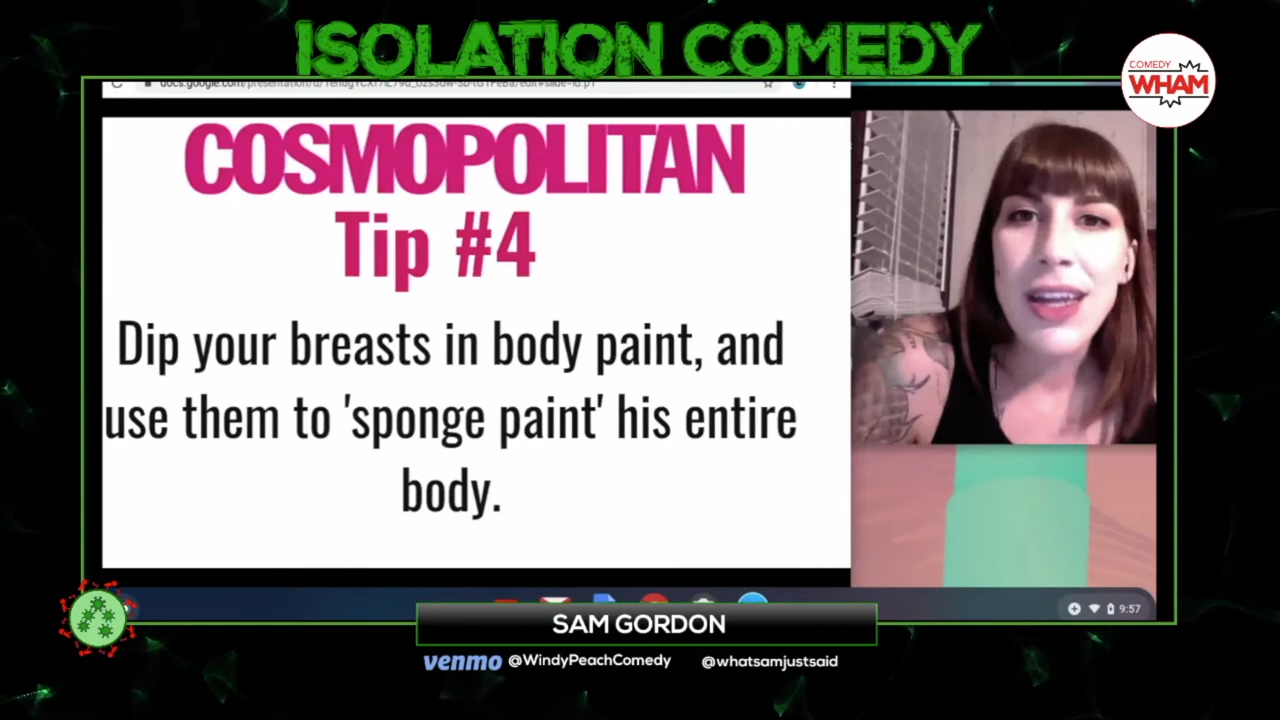 ISOLATION COMEDY
COMEDY
WHAM
COSMOPOLITAN
Tip #4
Dip your breasts in body paint, and
use them to 'sponge paint' his entire
body.
9:57
SAM GORDON
venmo @WindyPeachComedy @whatsamjustsaid